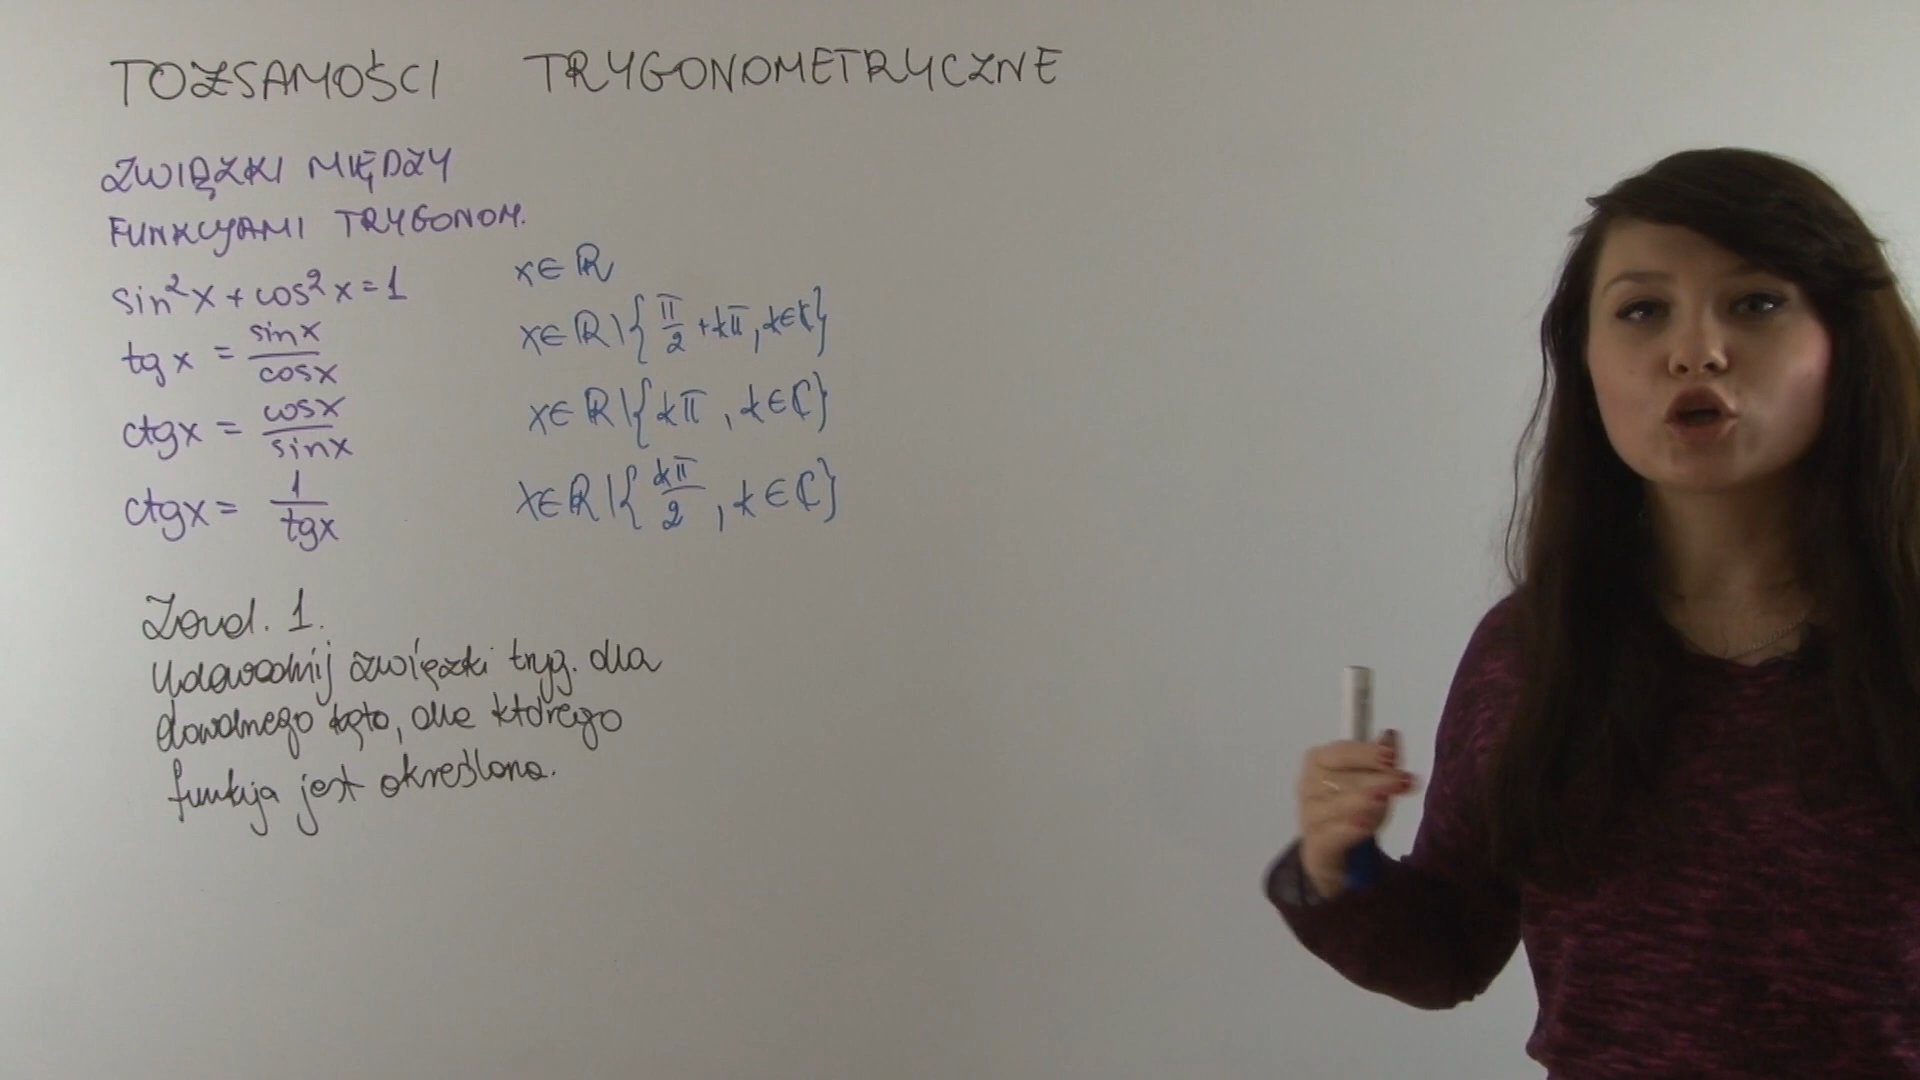 TOŻSAMOŚCI TRYGONOMETRYCZNE
ZWIĄZKI MIĘDZY
FUNKCJAMI TRYGONOM.
sin²x + cos²x = 1 x∈ℝ
tg x = sinx/cosx x∈ℝ\{π/2 + kπ, k∈ℂ}
ctgx = cosx/sinx x∈ℝ\{kπ, k∈ℂ}
ctgx = 1/tgx x∈ℝ\{kπ/2, k∈ℂ}
Zad. 1.
Udowodnij związki tryg. dla
dowolnego kąta, dla którego
funkcja jest określona.